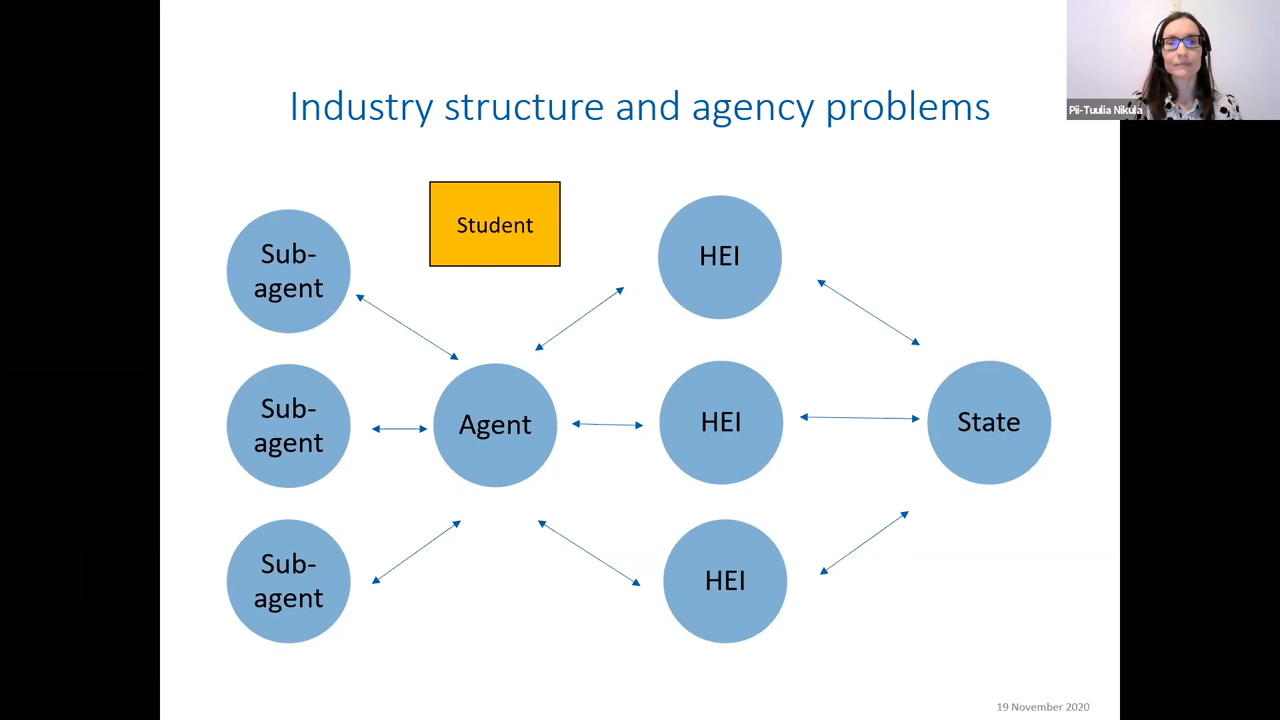 Pii-Tuulia Nikula
Industry structure and agency problems
Student
Sub-
agent
HEI
Sub-
agent
Agent
HEI
State
Sub-
agent
HEI
19 November 2020